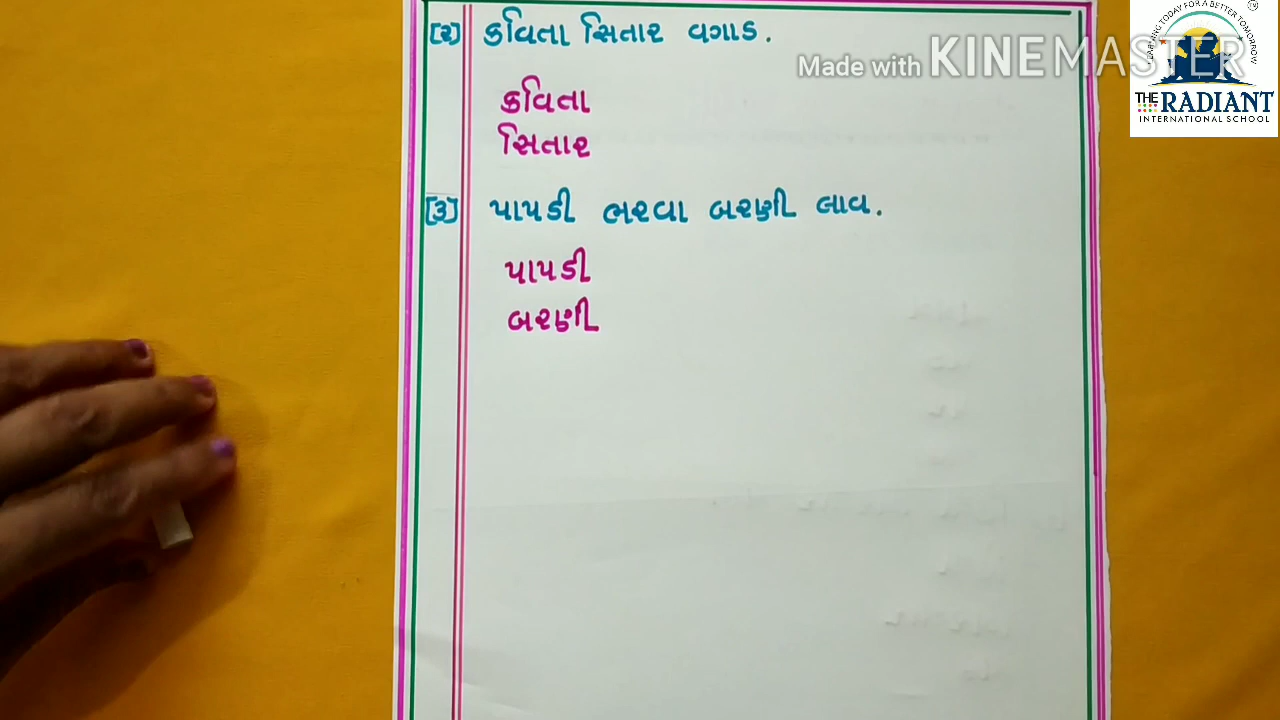 [૨] કવિતા સિતાર વગાડ.
Made with KINEMASTER
કવિતા
સિતાર
[૩] પાપડી ભરવા બરણી લાવ.
પાપડી
બરણી
THE RADIANT
INTERNATIONAL SCHOOL